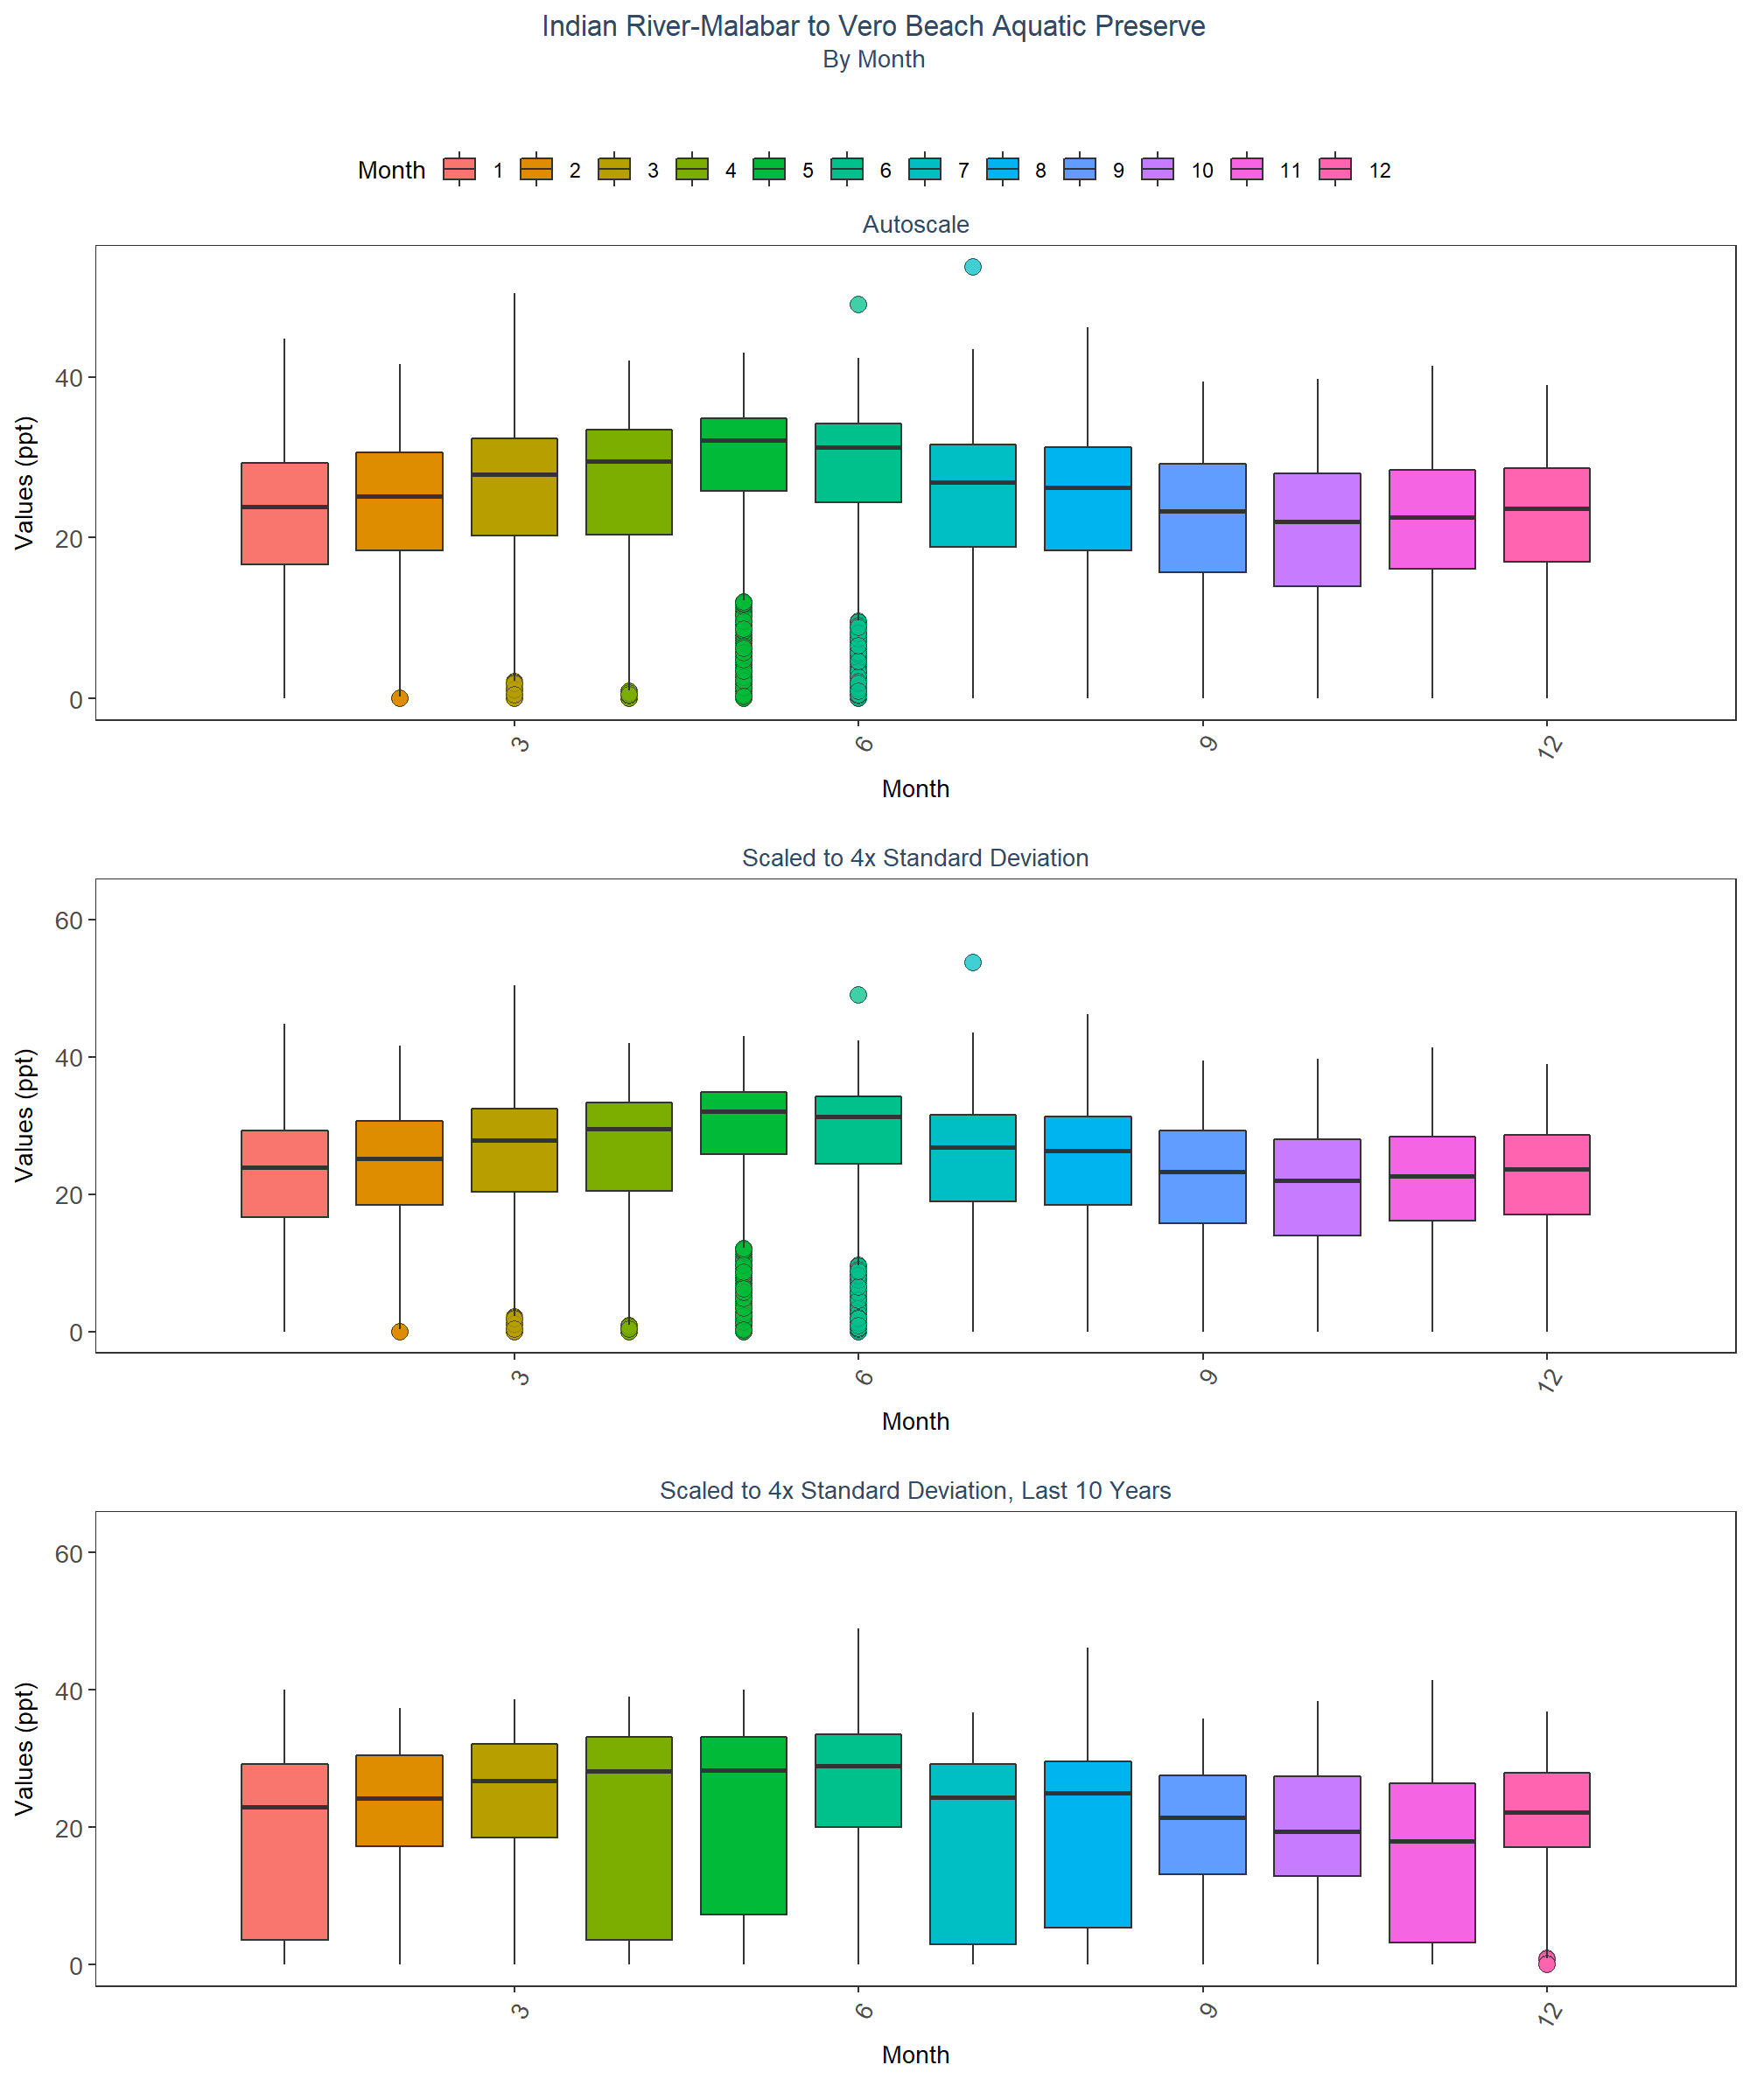 Indian River-Malabar to Vero Beach Aquatic Preserve
By Month
Month 1 2 3 4 5 6 7 8 9 10 11 12
Autoscale
Values (ppt)
40
20
0
3 6 9 12
Month
Scaled to 4x Standard Deviation
Values (ppt)
60
40
20
0
3 6 9 12
Month
Scaled to 4x Standard Deviation, Last 10 Years
Values (ppt)
60
40
20
0
3 6 9 12
Month